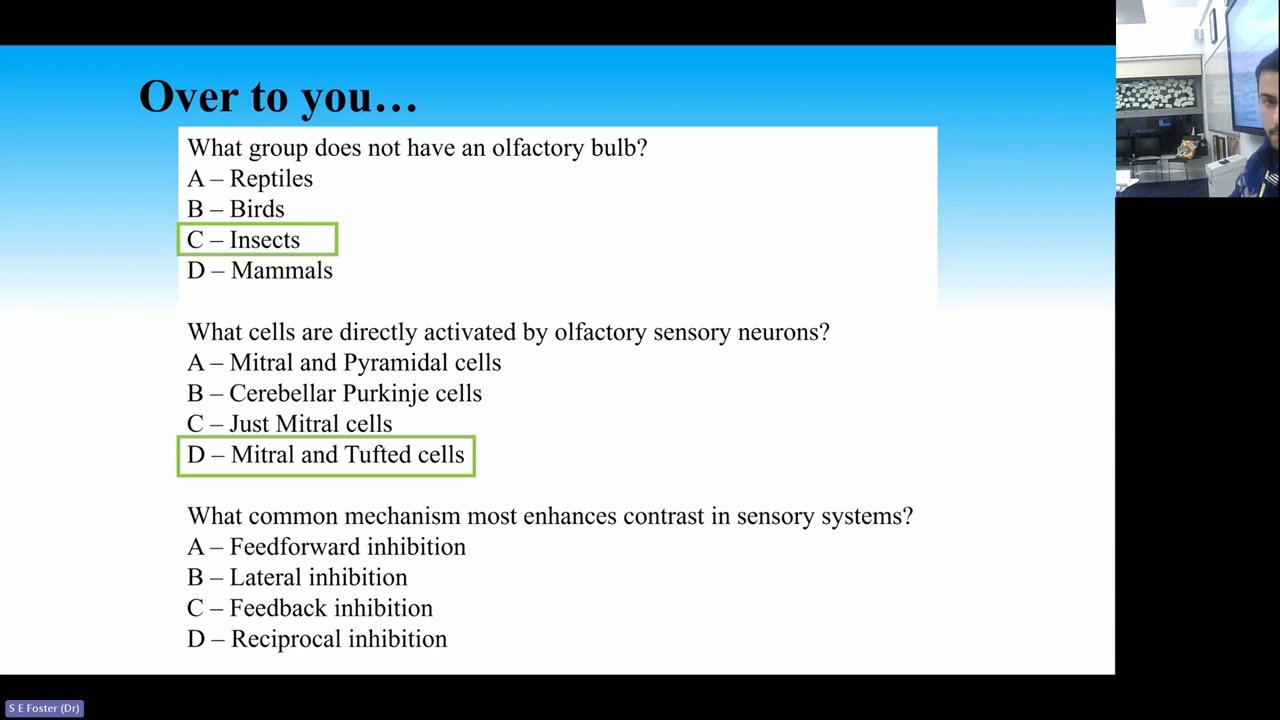 Over to you…
What group does not have an olfactory bulb?
A – Reptiles
B – Birds
C – Insects
D – Mammals
What cells are directly activated by olfactory sensory neurons?
A – Mitral and Pyramidal cells
B – Cerebellar Purkinje cells
C – Just Mitral cells
D – Mitral and Tufted cells
What common mechanism most enhances contrast in sensory systems?
A – Feedforward inhibition
B – Lateral inhibition
C – Feedback inhibition
D – Reciprocal inhibition
S E Foster (Dr)